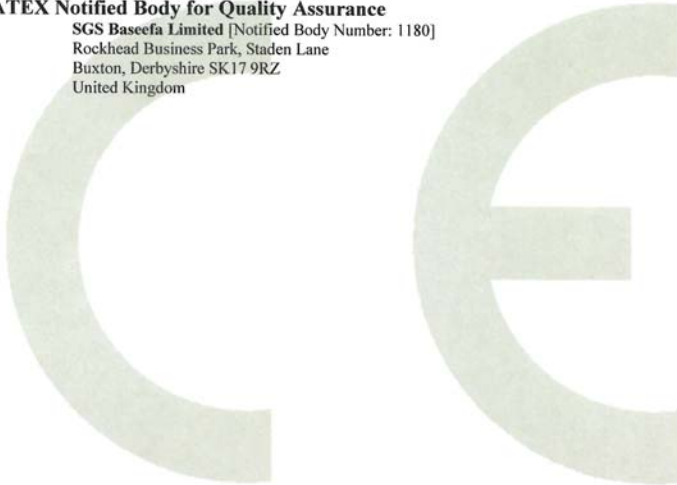 ATEX Notified Body for Quality Assurance
SGS Baseefa Limited [Notified Body Number: 1180]
Rockhead Business Park, Staden Lane
Buxton, Derbyshire SK17 9RZ
United Kingdom
CE